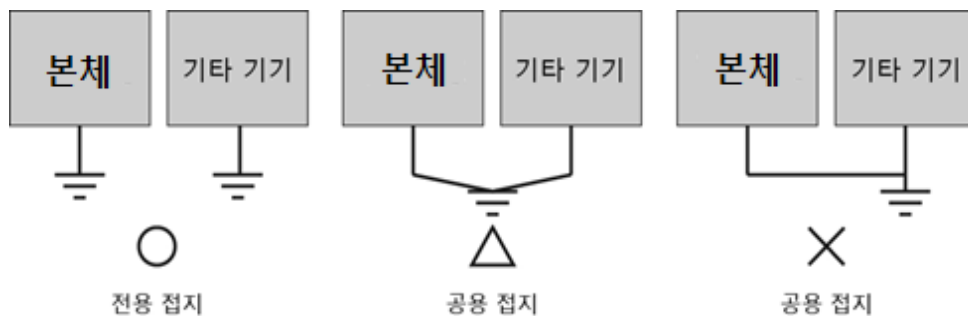 본체 기타 기기 본체 기타 기기 본체 기타 기기
전용 접지 공용 접지 공용 접지